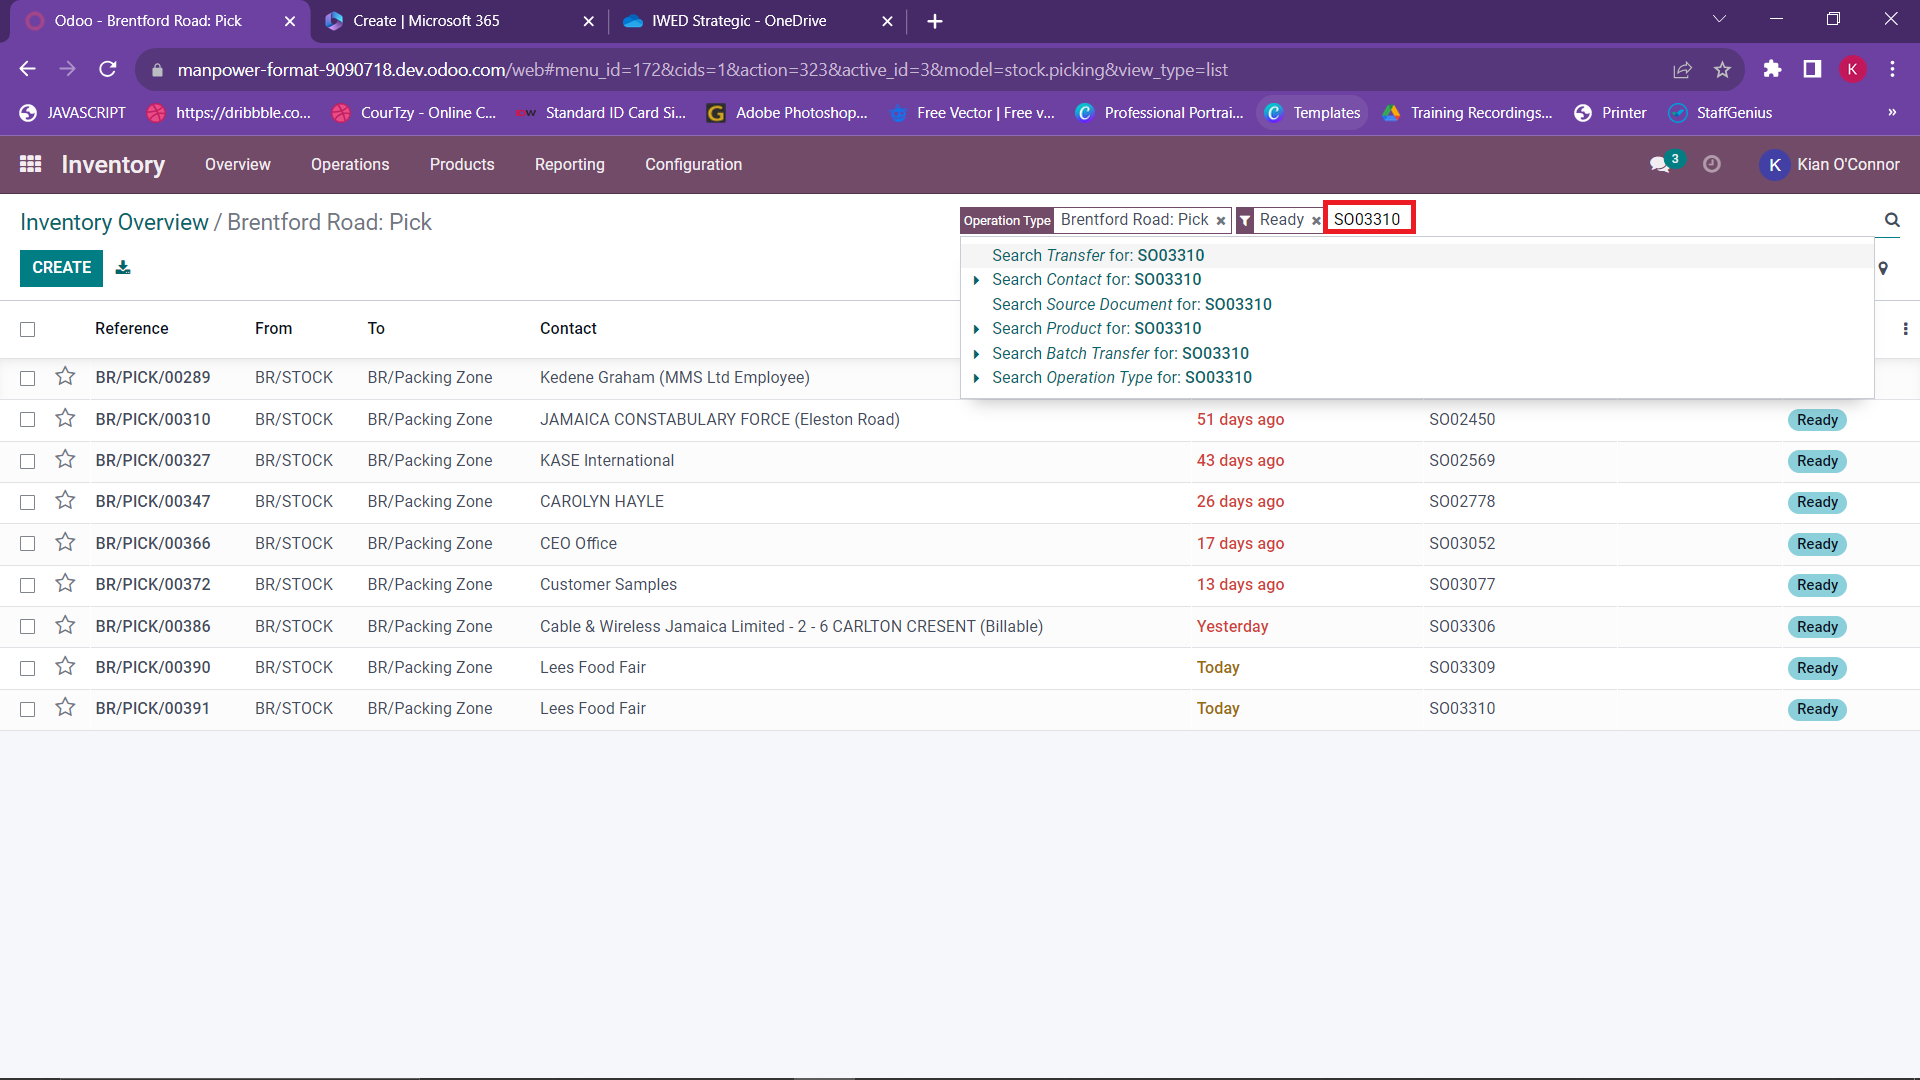 Odoo - Brentford Road: Pick
Create | Microsoft 365
IWED Strategic - OneDrive
manpower-format-9090718.dev.odoo.com/web#menu_id=172&cids=1&action=323&active_id=3&model=stock.picking&view_type=list
K
JAVASCRIPT
https://dribbble.co...
CourTzy - Online C...
Standard ID Card Si...
Adobe Photoshop...
Free Vector | Free v...
Professional Portrai...
Templates
Training Recordings...
Printer
StaffGenius
»
Inventory
Overview
Operations
Products
Reporting
Configuration
3
K
Kian O'Connor
Inventory Overview / Brentford Road: Pick
Operation Type Brentford Road: Pick
Ready
SO03310
CREATE
Search Transfer for: SO03310
Search Contact for: SO03310
Search Source Document for: SO03310
Search Product for: SO03310
Search Batch Transfer for: SO03310
Search Operation Type for: SO03310
Reference From To Contact
BR/PICK/00289 BR/STOCK BR/Packing Zone Kedene Graham (MMS Ltd Employee)
BR/PICK/00310 BR/STOCK BR/Packing Zone JAMAICA CONSTABULARY FORCE (Eleston Road) 51 days ago SO02450 Ready
BR/PICK/00327 BR/STOCK BR/Packing Zone KASE International 43 days ago SO02569 Ready
BR/PICK/00347 BR/STOCK BR/Packing Zone CAROLYN HAYLE 26 days ago SO02778 Ready
BR/PICK/00366 BR/STOCK BR/Packing Zone CEO Office 17 days ago SO03052 Ready
BR/PICK/00372 BR/STOCK BR/Packing Zone Customer Samples 13 days ago SO03077 Ready
BR/PICK/00386 BR/STOCK BR/Packing Zone Cable & Wireless Jamaica Limited - 2 - 6 CARLTON CRESENT (Billable) Yesterday SO03306 Ready
BR/PICK/00390 BR/STOCK BR/Packing Zone Lees Food Fair Today SO03309 Ready
BR/PICK/00391 BR/STOCK BR/Packing Zone Lees Food Fair Today SO03310 Ready